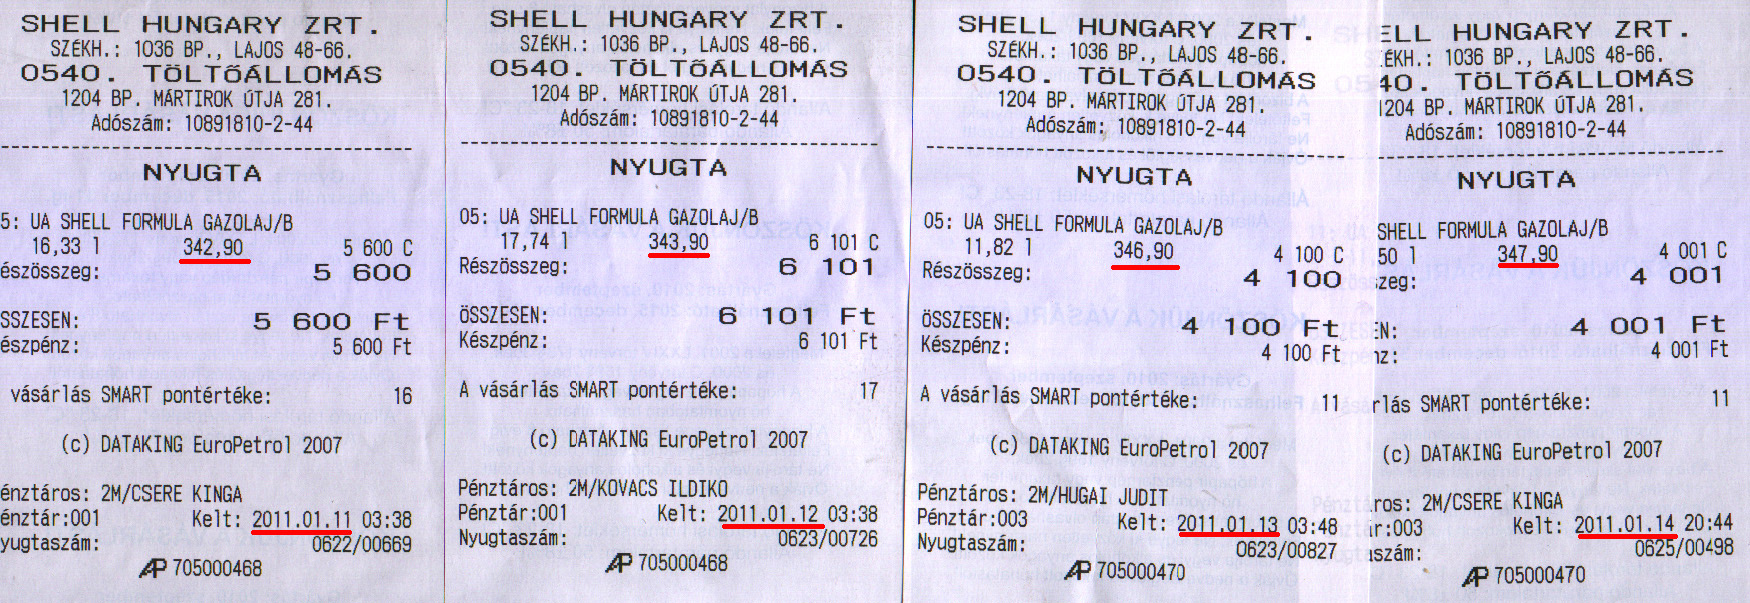 SHELL HUNGARY ZRT.
SZÉKH.: 1036 BP., LAJOS 48-66.
0540. TÖLTŐÁLLOMÁS
1204 BP. MÁRTIROK ÚTJA 281.
Adószám: 10891810-2-44
NYUGTA
5: UA SHELL FORMULA GAZOLAJ/B
16,33 l 342,90 5 600 C
észösszeg: 5 600
SSZESEN: 5 600 Ft
észpénz: 5 600 Ft
vásárlás SMART pontértéke: 16
(c) DATAKING EuroPetrol 2007
énztáros: 2M/CSERE KINGA
énztár:001 Kelt: 2011.01.11 03:38
yugtaszám: 0622/00669
AP 705000468
SHELL HUNGARY ZRT.
SZÉKH.: 1036 BP., LAJOS 48-66.
0540. TÖLTŐÁLLOMÁS
1204 BP. MÁRTIROK ÚTJA 281.
Adószám: 10891810-2-44
NYUGTA
05: UA SHELL FORMULA GAZOLAJ/B
17,74 l 343,90 6 101 C
Részösszeg: 6 101
ÖSSZESEN: 6 101 Ft
Készpénz: 6 101 Ft
A vásárlás SMART pontértéke: 17
(c) DATAKING EuroPetrol 2007
Pénztáros: 2M/KOVACS ILDIKO
Pénztár:001 Kelt: 2011.01.12 03:38
Nyugtaszám: 0623/00726
AP 705000468
SHELL HUNGARY ZRT.
SZÉKH.: 1036 BP., LAJOS 48-66.
0540. TÖLTŐÁLLOMÁS
1204 BP. MÁRTIROK ÚTJA 281.
Adószám: 10891810-2-44
NYUGTA
05: UA SHELL FORMULA GAZOLAJ/B
11,82 l 346,90 4 100 C
Részösszeg: 4 100
ÖSSZESEN: 4 100 Ft
Készpénz: 4 100 Ft
A vásárlás SMART pontértéke: 11
(c) DATAKING EuroPetrol 2007
Pénztáros: 2M/HUGAI JUDIT
Pénztár:003 Kelt: 2011.01.13 03:48
Nyugtaszám: 0623/00827
AP 705000470
ELL HUNGARY ZRT.
ÉKH.: 1036 BP., LAJOS 48-66.
40. TÖLTŐÁLLOMÁS
204 BP. MÁRTIROK ÚTJA 281.
Adószám: 10891810-2-44
NYUGTA
SHELL FORMULA GAZOLAJ/B
50 l 347,90 4 001 C
zeg: 4 001
N: 4 001 Ft
nz: 4 001 Ft
rlás SMART pontértéke: 11
(c) DATAKING EuroPetrol 2007
ros: 2M/CSERE KINGA
r:003 Kelt: 2011.01.14 20:44
szám: 0625/00498
AP 705000470